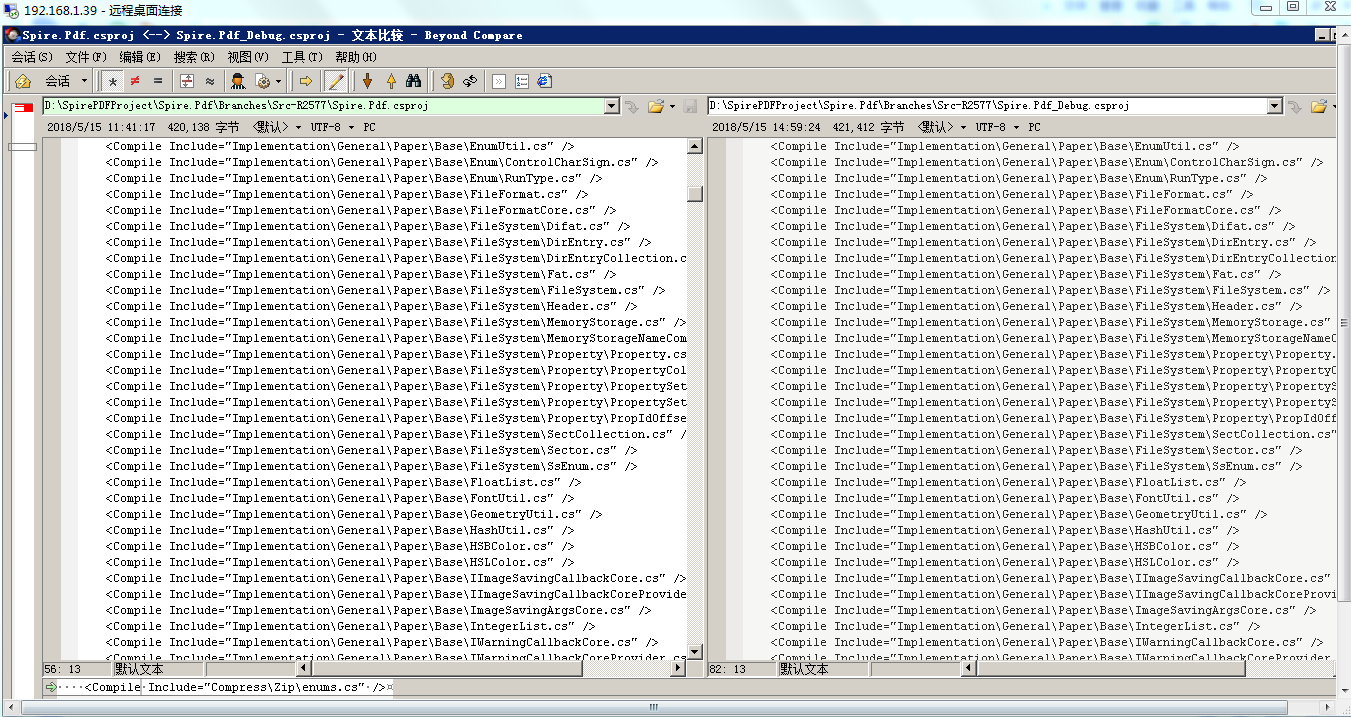 192.168.1.39 - 远程桌面连接
Spire.Pdf.csproj <--> Spire.Pdf_Debug.csproj - 文本比较 - Beyond Compare
会话(S) 文件(F) 编辑(E) 搜索(R) 视图(V) 工具(T) 帮助(H)
会话
D:\SpirePDFProject\Spire.Pdf\Branches\Src-R2577\Spire.Pdf.csproj
2018/5/15 11:41:17 420,138 字节 <默认> UTF-8 PC
<Compile Include="Implementation\General\Paper\Base\EnumUtil.cs" />
<Compile Include="Implementation\General\Paper\Base\Enum\ControlCharSign.cs" />
<Compile Include="Implementation\General\Paper\Base\Enum\RunType.cs" />
<Compile Include="Implementation\General\Paper\Base\FileFormat.cs" />
<Compile Include="Implementation\General\Paper\Base\FileFormatCore.cs" />
<Compile Include="Implementation\General\Paper\Base\FileSystem\Difat.cs" />
<Compile Include="Implementation\General\Paper\Base\FileSystem\DirEntry.cs" />
<Compile Include="Implementation\General\Paper\Base\FileSystem\DirEntryCollection.c
<Compile Include="Implementation\General\Paper\Base\FileSystem\Fat.cs" />
<Compile Include="Implementation\General\Paper\Base\FileSystem\FileSystem.cs" />
<Compile Include="Implementation\General\Paper\Base\FileSystem\Header.cs" />
<Compile Include="Implementation\General\Paper\Base\FileSystem\MemoryStorage.cs" />
<Compile Include="Implementation\General\Paper\Base\FileSystem\MemoryStorageNameCom
<Compile Include="Implementation\General\Paper\Base\FileSystem\Property\Property.cs
<Compile Include="Implementation\General\Paper\Base\FileSystem\Property\PropertyCol
<Compile Include="Implementation\General\Paper\Base\FileSystem\Property\PropertySet
<Compile Include="Implementation\General\Paper\Base\FileSystem\Property\PropertySet
<Compile Include="Implementation\General\Paper\Base\FileSystem\Property\PropIdOffse
<Compile Include="Implementation\General\Paper\Base\FileSystem\SectCollection.cs" /
<Compile Include="Implementation\General\Paper\Base\FileSystem\Sector.cs" />
<Compile Include="Implementation\General\Paper\Base\FileSystem\SsEnum.cs" />
<Compile Include="Implementation\General\Paper\Base\FloatList.cs" />
<Compile Include="Implementation\General\Paper\Base\FontUtil.cs" />
<Compile Include="Implementation\General\Paper\Base\GeometryUtil.cs" />
<Compile Include="Implementation\General\Paper\Base\HashUtil.cs" />
<Compile Include="Implementation\General\Paper\Base\HSBColor.cs" />
<Compile Include="Implementation\General\Paper\Base\HSLColor.cs" />
<Compile Include="Implementation\General\Paper\Base\IImageSavingCallbackCore.cs" />
<Compile Include="Implementation\General\Paper\Base\IImageSavingCallbackCoreProvide
<Compile Include="Implementation\General\Paper\Base\ImageSavingArgsCore.cs" />
<Compile Include="Implementation\General\Paper\Base\IntegerList.cs" />
<Compile Include="Implementation\General\Paper\Base\IWarningCallbackCore.cs" />
<Compile Include="Implementation\General\Paper\Base\IWarningCallbackCoreProvider.cs
56: 13 默认文本
D:\SpirePDFProject\Spire.Pdf\Branches\Src-R2577\Spire.Pdf_Debug.csproj
2018/5/15 14:59:24 421,412 字节 <默认> UTF-8 PC
<Compile Include="Implementation\General\Paper\Base\EnumUtil.cs" />
<Compile Include="Implementation\General\Paper\Base\Enum\ControlCharSign.cs" />
<Compile Include="Implementation\General\Paper\Base\Enum\RunType.cs" />
<Compile Include="Implementation\General\Paper\Base\FileFormat.cs" />
<Compile Include="Implementation\General\Paper\Base\FileFormatCore.cs" />
<Compile Include="Implementation\General\Paper\Base\FileSystem\Difat.cs" />
<Compile Include="Implementation\General\Paper\Base\FileSystem\DirEntry.cs" />
<Compile Include="Implementation\General\Paper\Base\FileSystem\DirEntryCollection
<Compile Include="Implementation\General\Paper\Base\FileSystem\Fat.cs" />
<Compile Include="Implementation\General\Paper\Base\FileSystem\FileSystem.cs" />
<Compile Include="Implementation\General\Paper\Base\FileSystem\Header.cs" />
<Compile Include="Implementation\General\Paper\Base\FileSystem\MemoryStorage.cs"
<Compile Include="Implementation\General\Paper\Base\FileSystem\MemoryStorageNameC
<Compile Include="Implementation\General\Paper\Base\FileSystem\Property\Property.
<Compile Include="Implementation\General\Paper\Base\FileSystem\Property\PropertyC
<Compile Include="Implementation\General\Paper\Base\FileSystem\Property\PropertyS
<Compile Include="Implementation\General\Paper\Base\FileSystem\Property\PropertyS
<Compile Include="Implementation\General\Paper\Base\FileSystem\Property\PropIdOff
<Compile Include="Implementation\General\Paper\Base\FileSystem\SectCollection.cs"
<Compile Include="Implementation\General\Paper\Base\FileSystem\Sector.cs" />
<Compile Include="Implementation\General\Paper\Base\FileSystem\SsEnum.cs" />
<Compile Include="Implementation\General\Paper\Base\FloatList.cs" />
<Compile Include="Implementation\General\Paper\Base\FontUtil.cs" />
<Compile Include="Implementation\General\Paper\Base\GeometryUtil.cs" />
<Compile Include="Implementation\General\Paper\Base\HashUtil.cs" />
<Compile Include="Implementation\General\Paper\Base\HSBColor.cs" />
<Compile Include="Implementation\General\Paper\Base\HSLColor.cs" />
<Compile Include="Implementation\General\Paper\Base\IImageSavingCallbackCore.cs"
<Compile Include="Implementation\General\Paper\Base\IImageSavingCallbackCoreProvi
<Compile Include="Implementation\General\Paper\Base\ImageSavingArgsCore.cs" />
<Compile Include="Implementation\General\Paper\Base\IntegerList.cs" />
<Compile Include="Implementation\General\Paper\Base\IWarningCallbackCore.cs" />
<Compile Include="Implementation\General\Paper\Base\IWarningCallbackCoreProvider.
82: 13 默认文本
<Compile Include="Compress\Zip\enums.cs" />